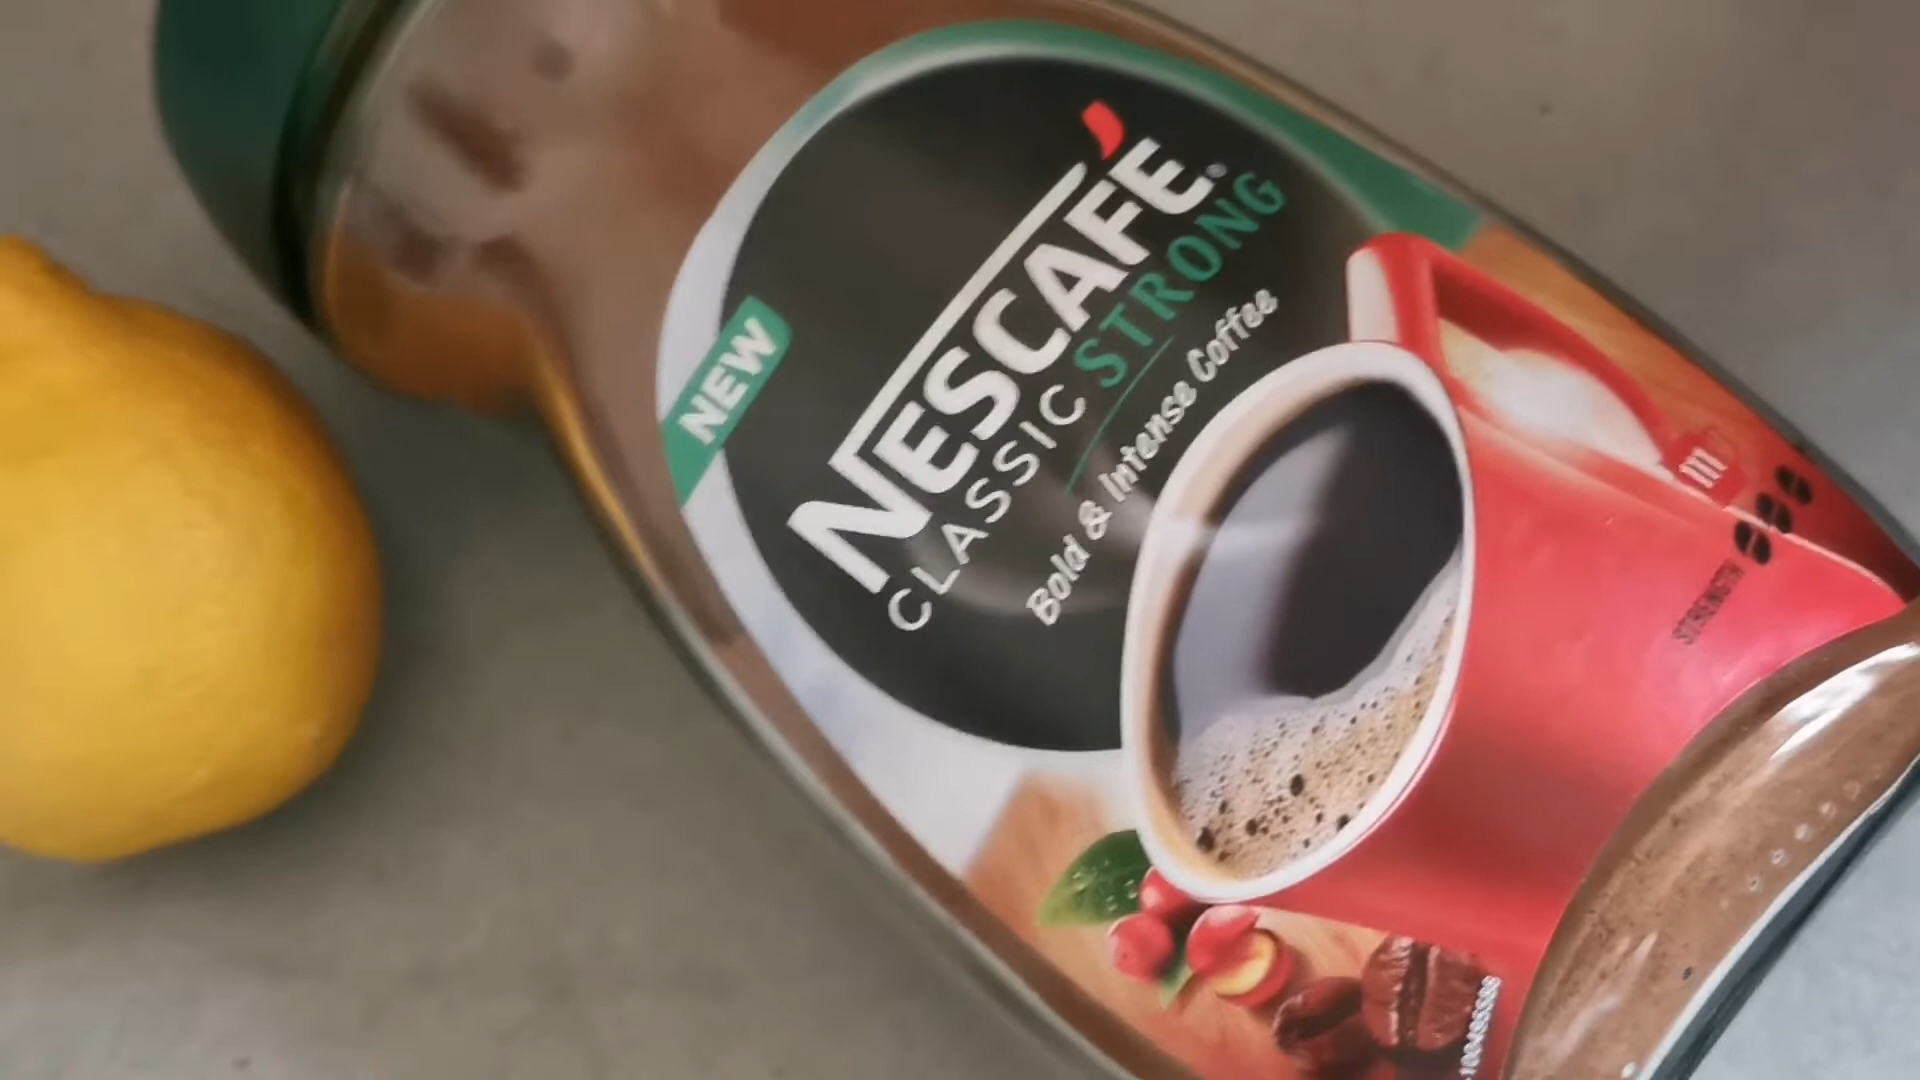 NEW
NESCAFÉ®
CLASSIC STRONG
Bold & Intense Coffee
STRENGTH